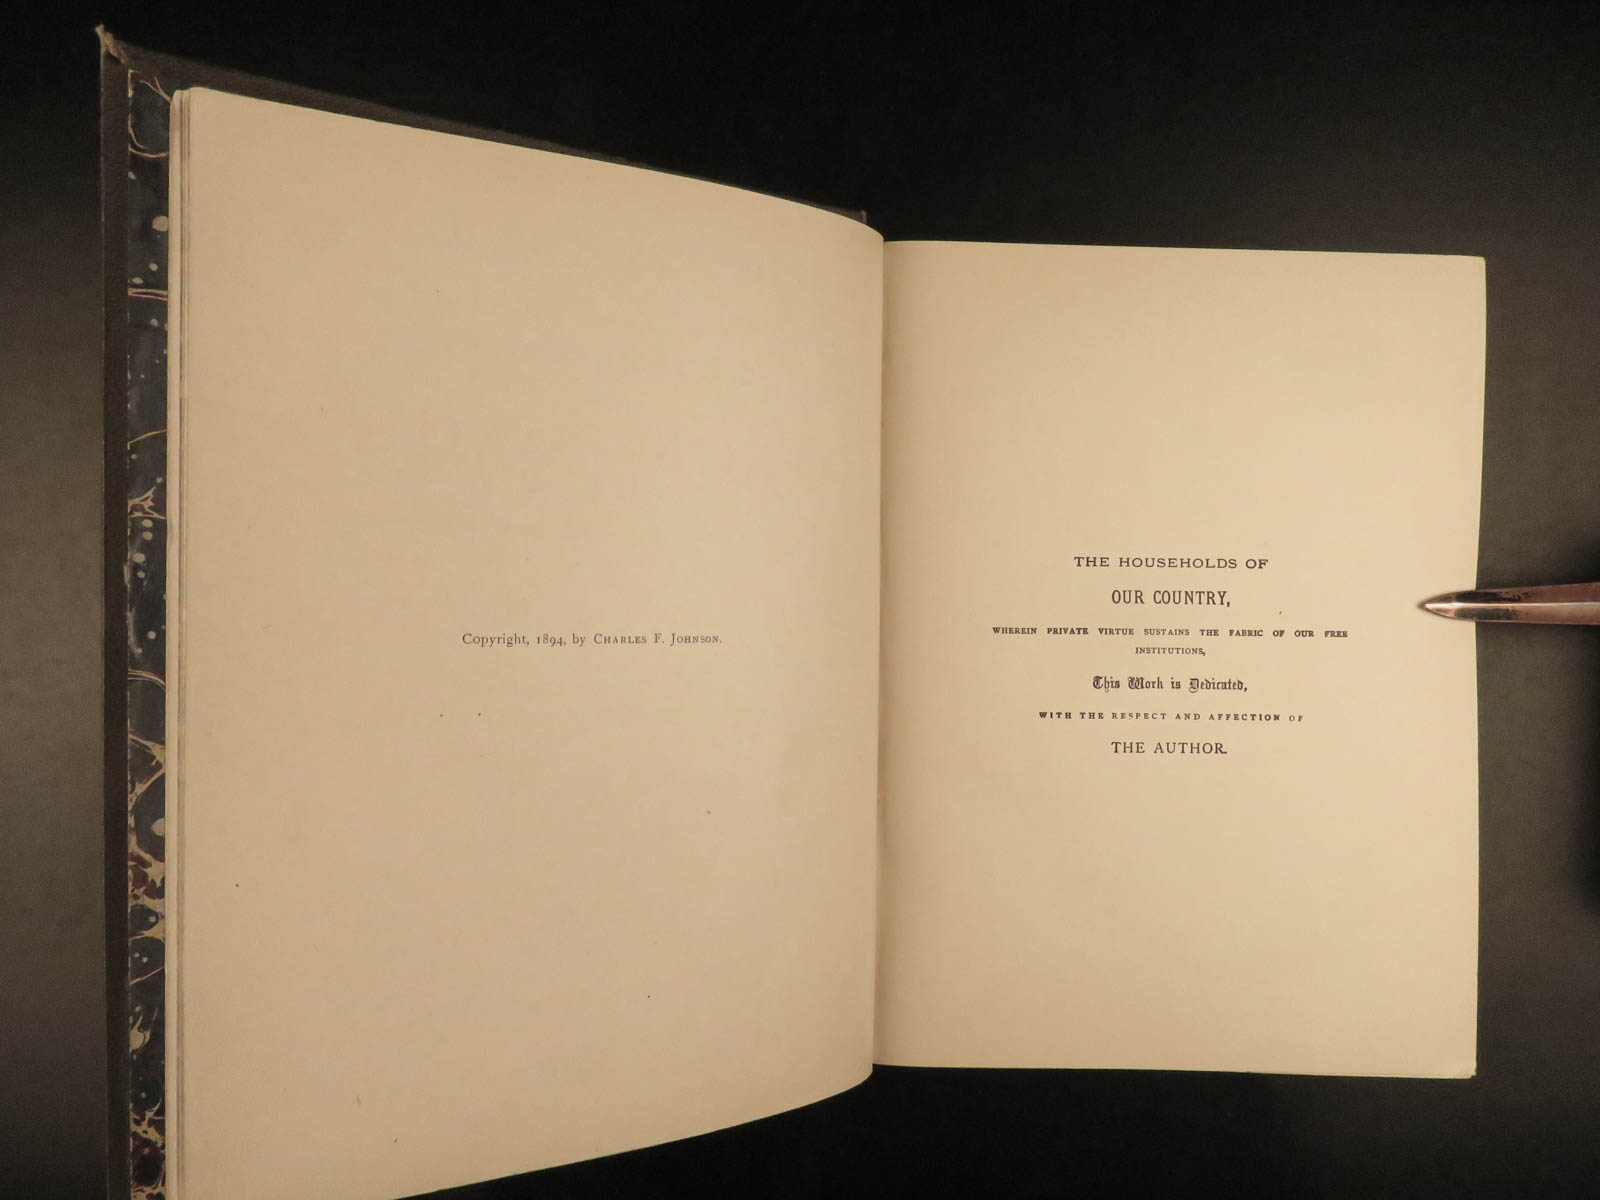 Copyright, 1894, by CHARLES F. JOHNSON.
THE HOUSEHOLDS OF
OUR COUNTRY,
WHEREIN PRIVATE VIRTUE SUSTAINS THE FABRIC OF OUR FREE
INSTITUTIONS,
This Work is Dedicated,
WITH THE RESPECT AND AFFECTION OF
THE AUTHOR.